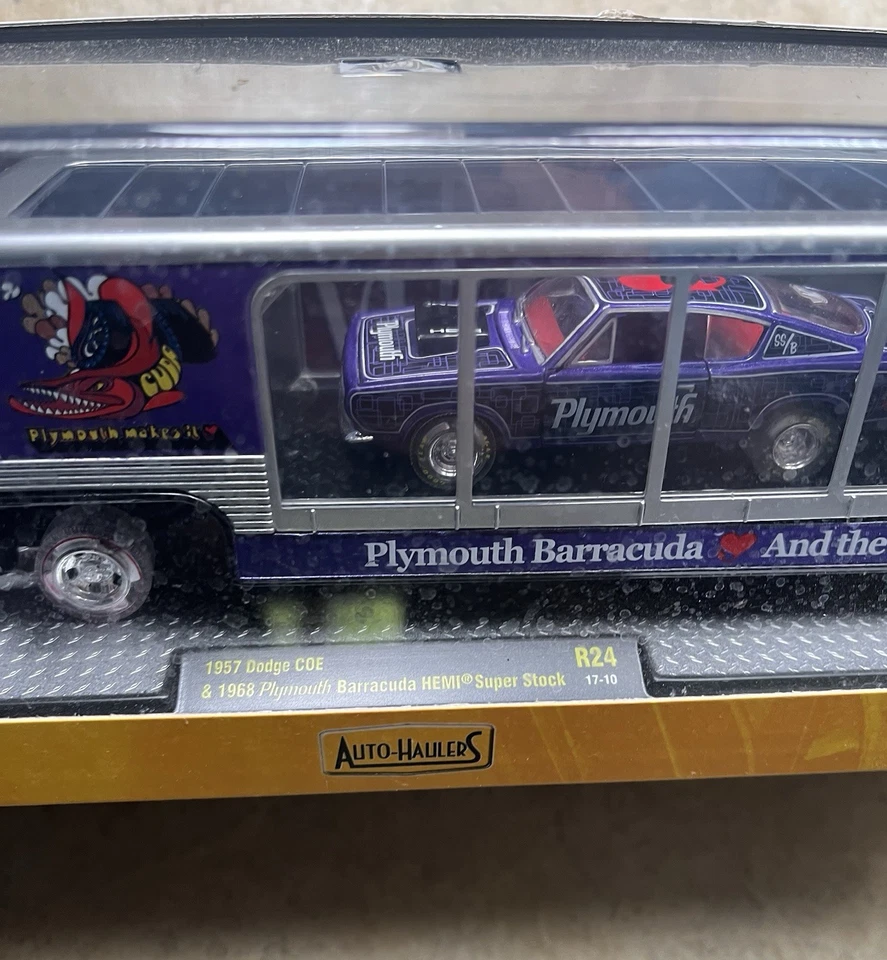 CUDA
Plymouth makes it
Plymouth
Plymouth
SS/B
Plymouth Barracuda
And the
1957 Dodge COE
& 1968 Plymouth Barracuda HEMI® Super Stock
R24
17-10
AUTO-HAULERS